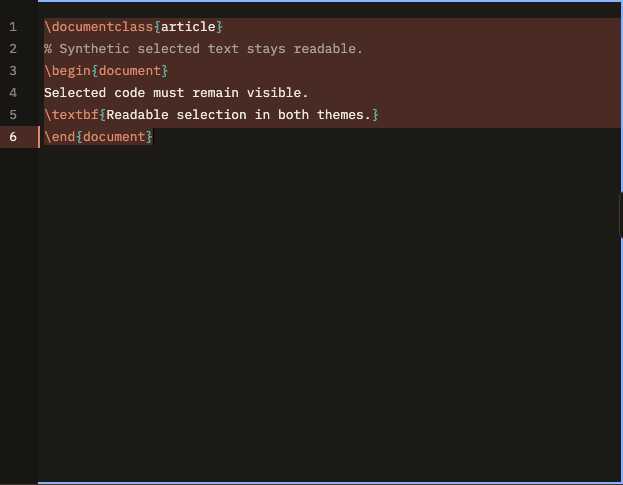 1 \documentclass{article}
2 % Synthetic selected text stays readable.
3 \begin{document}
4 Selected code must remain visible.
5 \textbf{Readable selection in both themes.}
6 \end{document}